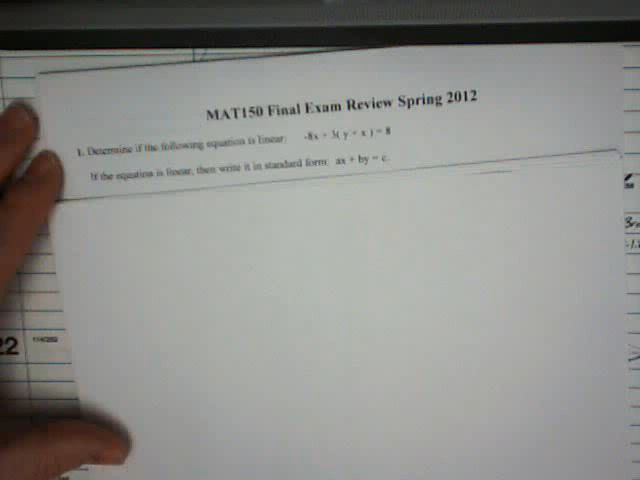 MAT150 Final Exam Review Spring 2012
1. Determine if the following equation is linear: -8x + 3( y + x ) = 8
If the equation is linear, then write it in standard form: ax + by = c.
22